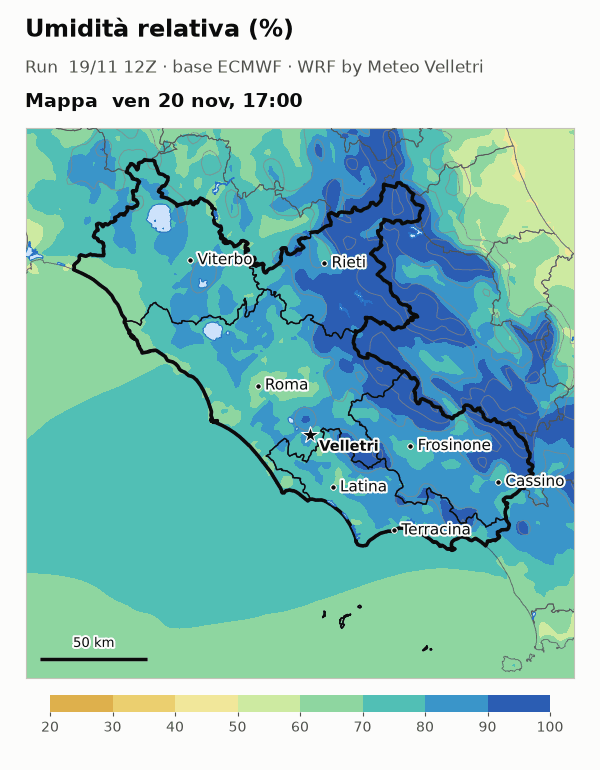 Umidità relativa (%)
Run  19/11 12Z · base ECMWF · WRF by Meteo Velletri
Mappa  ven 20 nov, 17:00
Viterbo
Rieti
Roma
Velletri
Frosinone
Cassino
Latina
Terracina
50 km
20 30 40 50 60 70 80 90 100